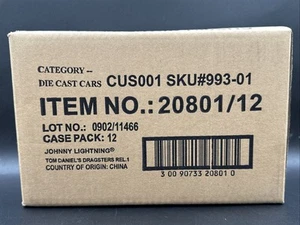 CATEGORY --
DIE CAST CARS CUS001 SKU#993-01
ITEM NO.: 20801/12
LOT NO.: 0902/11466
CASE PACK: 12
JOHNNY LIGHTNING®
TOM DANIEL'S DRAGSTERS REL.1
COUNTRY OF ORIGIN: CHINA
3 00 90733 20801 0